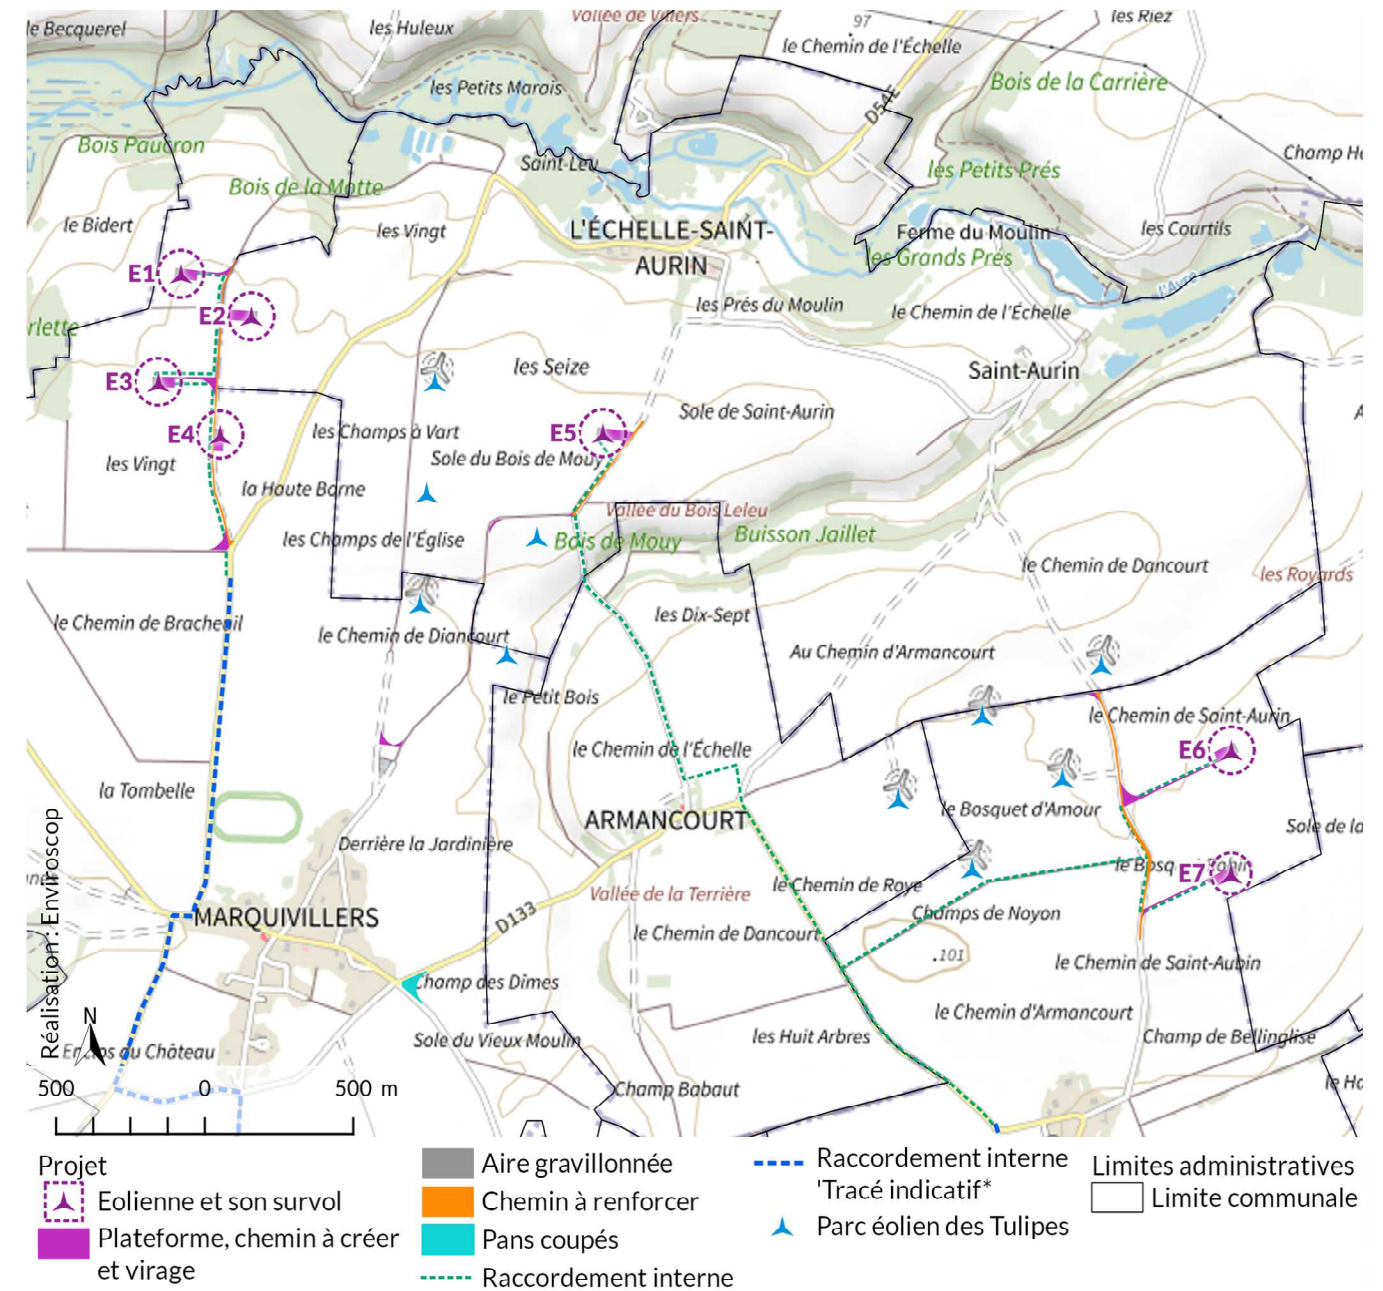 le Becquerel
les Huleux
Vallée de Villers
97
les Riez
le Chemin de l'Échelle
Bois de la Carrière
les Petits Marais
D54E
Bois Paucron
Saint-Leu
Champ H
les Petits Prés
Bois de la Motte
le Bidert
les Vingt
L'ÉCHELLE-SAINT-
AURIN
Ferme du Moulin
les Courtils
les Grands Prés
E1
l'Avre
les Prés du Moulin
le Chemin de l'Échelle
E2
rlette
les Seize
Saint-Aurin
E3
Sole de Saint-Aurin
A
E4
les Champs à Vart
E5
les Vingt
Sole du Bois de Mouy
la Haute Borne
Vallée du Bois Leleu
les Champs de l'Église
Bois de Mouy
Buisson Jaillet
le Chemin de Dancourt
les Royards
le Chemin de Bracheuil
les Dix-Sept
le Chemin de Diancourt
Au Chemin d'Armancourt
le Petit Bois
le Chemin de Saint-Aurin
le Chemin de l'Échelle
E6
la Tombelle
le Bosquet d'Amour
ARMANCOURT
Sole de la
Derrière la Jardinière
le Bosq
E7
le Chemin de Roye
Vallée de la Terrière
MARQUIVILLERS
D133
Champs de Noyon
le Chemin de Dancourt
.101
le Chemin de Saint-Aubin
Champ des Dîmes
le Chemin d'Armoncourt
Réalisation : Enviroscop
N
Enclos du Château
Sole du Vieux Moulin
les Huit Arbres
Champ de Bellinglise
Champ Babaut
le Ha
500 0 500 m
Projet
Eolienne et son survol
Plateforme, chemin à créer
et virage
Aire gravillonnée
Chemin à renforcer
Pans coupés
Raccordement interne
Raccordement interne
'Tracé indicatif*
Parc éolien des Tulipes
Limites administratives
Limite communale